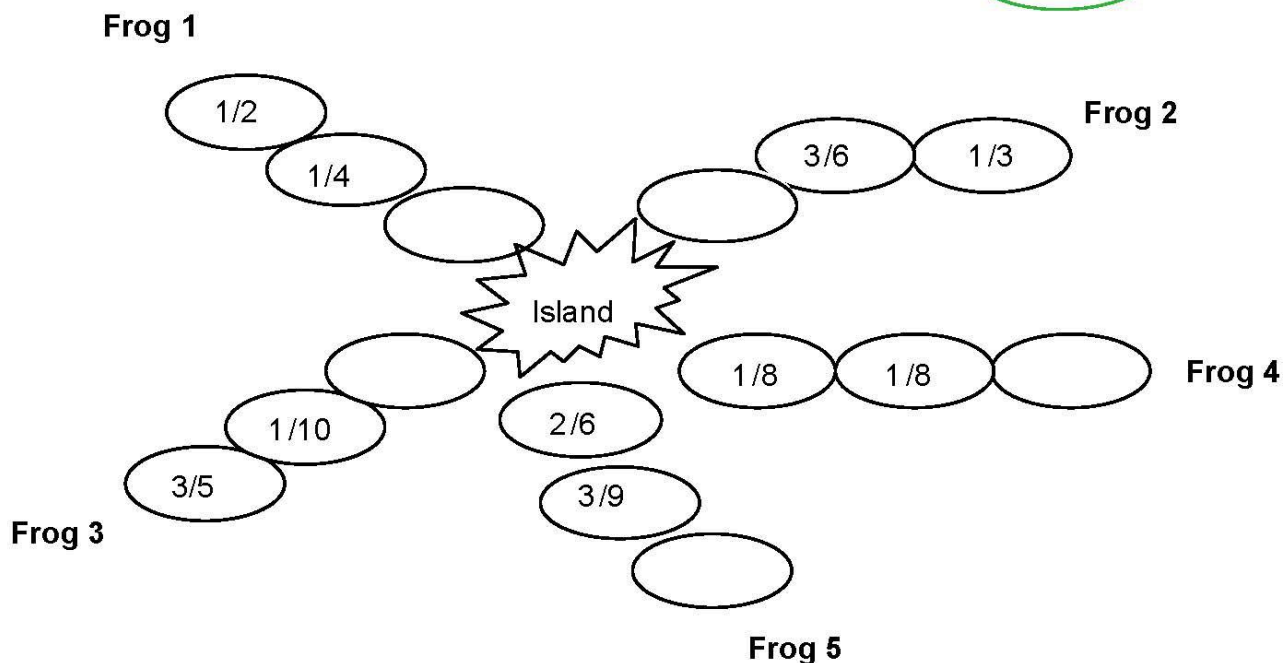 Frog 1
1/2
1/4
Frog 2
3/6
1/3
Island
1/8
1/8
Frog 4
1/10
3/5
Frog 3
2/6
3/9
Frog 5